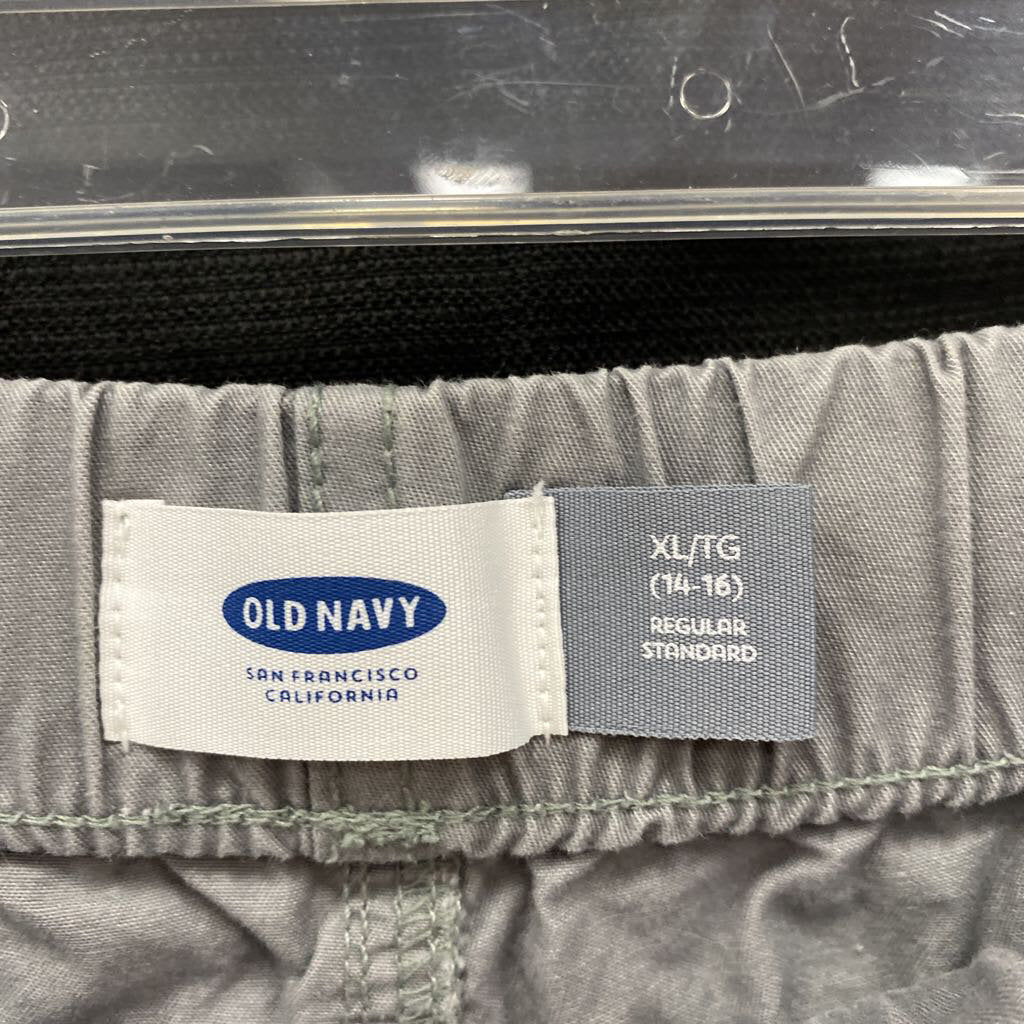 OLD NAVY
SAN FRANCISCO
CALIFORNIA
XL/TG
(14-16)
REGULAR
STANDARD